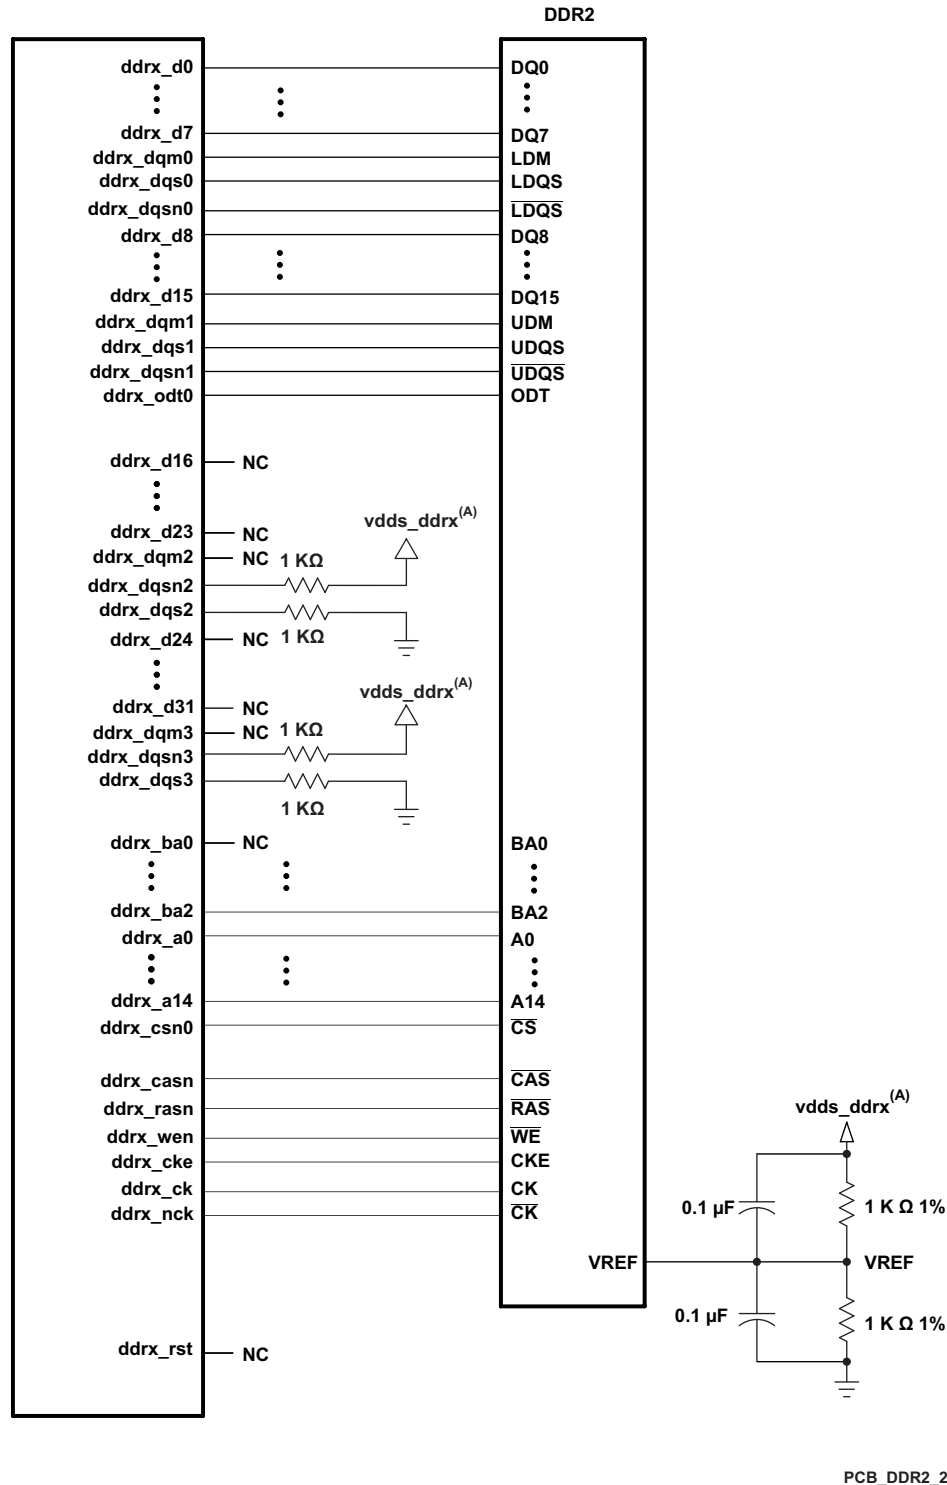 DDR2
ddrx_d0 DQ0
ddrx_d7 DQ7
ddrx_dqm0 LDM
ddrx_dqs0 LDQS
ddrx_dqsn0 LDQS
ddrx_d8 DQ8
ddrx_d15 DQ15
ddrx_dqm1 UDM
ddrx_dqs1 UDQS
ddrx_dqsn1 UDQS
ddrx_odt0 ODT
ddrx_d16 NC
vdds_ddrx(A)
ddrx_d23 NC
ddrx_dqm2 NC 1 KΩ
ddrx_dqsn2
ddrx_dqs2
ddrx_d24 NC 1 KΩ
vdds_ddrx(A)
ddrx_d31 NC
ddrx_dqm3 NC 1 KΩ
ddrx_dqsn3
ddrx_dqs3
1 KΩ
ddrx_ba0 NC BA0
ddrx_ba2 BA2
ddrx_a0 A0
ddrx_a14 A14
ddrx_csn0 CS
ddrx_casn CAS
ddrx_rasn RAS
vdds_ddrx(A)
ddrx_wen WE
ddrx_cke CKE
ddrx_ck CK
ddrx_nck CK
0.1 µF 1 K Ω 1%
VREF VREF
0.1 µF 1 K Ω 1%
ddrx_rst NC
PCB_DDR2_2